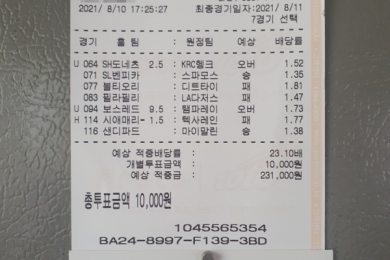 2021/ 8/10 17:25:27 최종경기일자:2021/ 8/11
7경기 선택
경기 홈 팀 : 원정팀 예상 배당률
U 064 SH도네츠 2.5 : KRC헹크 오버 1.52
071 SL벤피카 : 스파모스 승 1.35
077 볼티오리 : 디트타이 패 1.81
083 필라필리 : LA다저스 패 1.47
U 094 보스레드 9.5 : 탬파레이 오버 1.73
H 114 시애매리- 1.5 : 텍사레인 패 1.77
116 샌디파드 : 마이말린 승 1.38
예상 적중배당률 : 23.10배
개별투표금액 : 10,000원
예상 적중금 : 231,000원
총투표금액 10,000원
1045565354
BA24-8997-F139-3BD